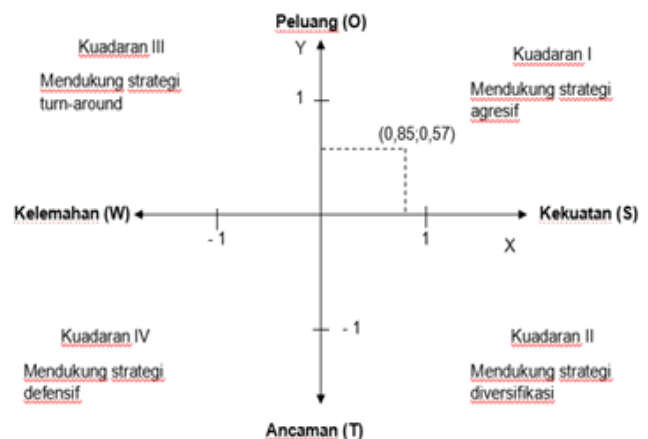 Peluang (O)
Kuadaran III
Y
Kuadaran I
Mendukung strategi
turn-around
Mendukung strategi
agresif
1
(0,85;0,57)
Kelemahan (W)
Kekuatan (S)
- 1
1
X
Kuadaran IV
- 1
Kuadaran II
Mendukung strategi
defensif
Mendukung strategi
diversifikasi
Ancaman (T)